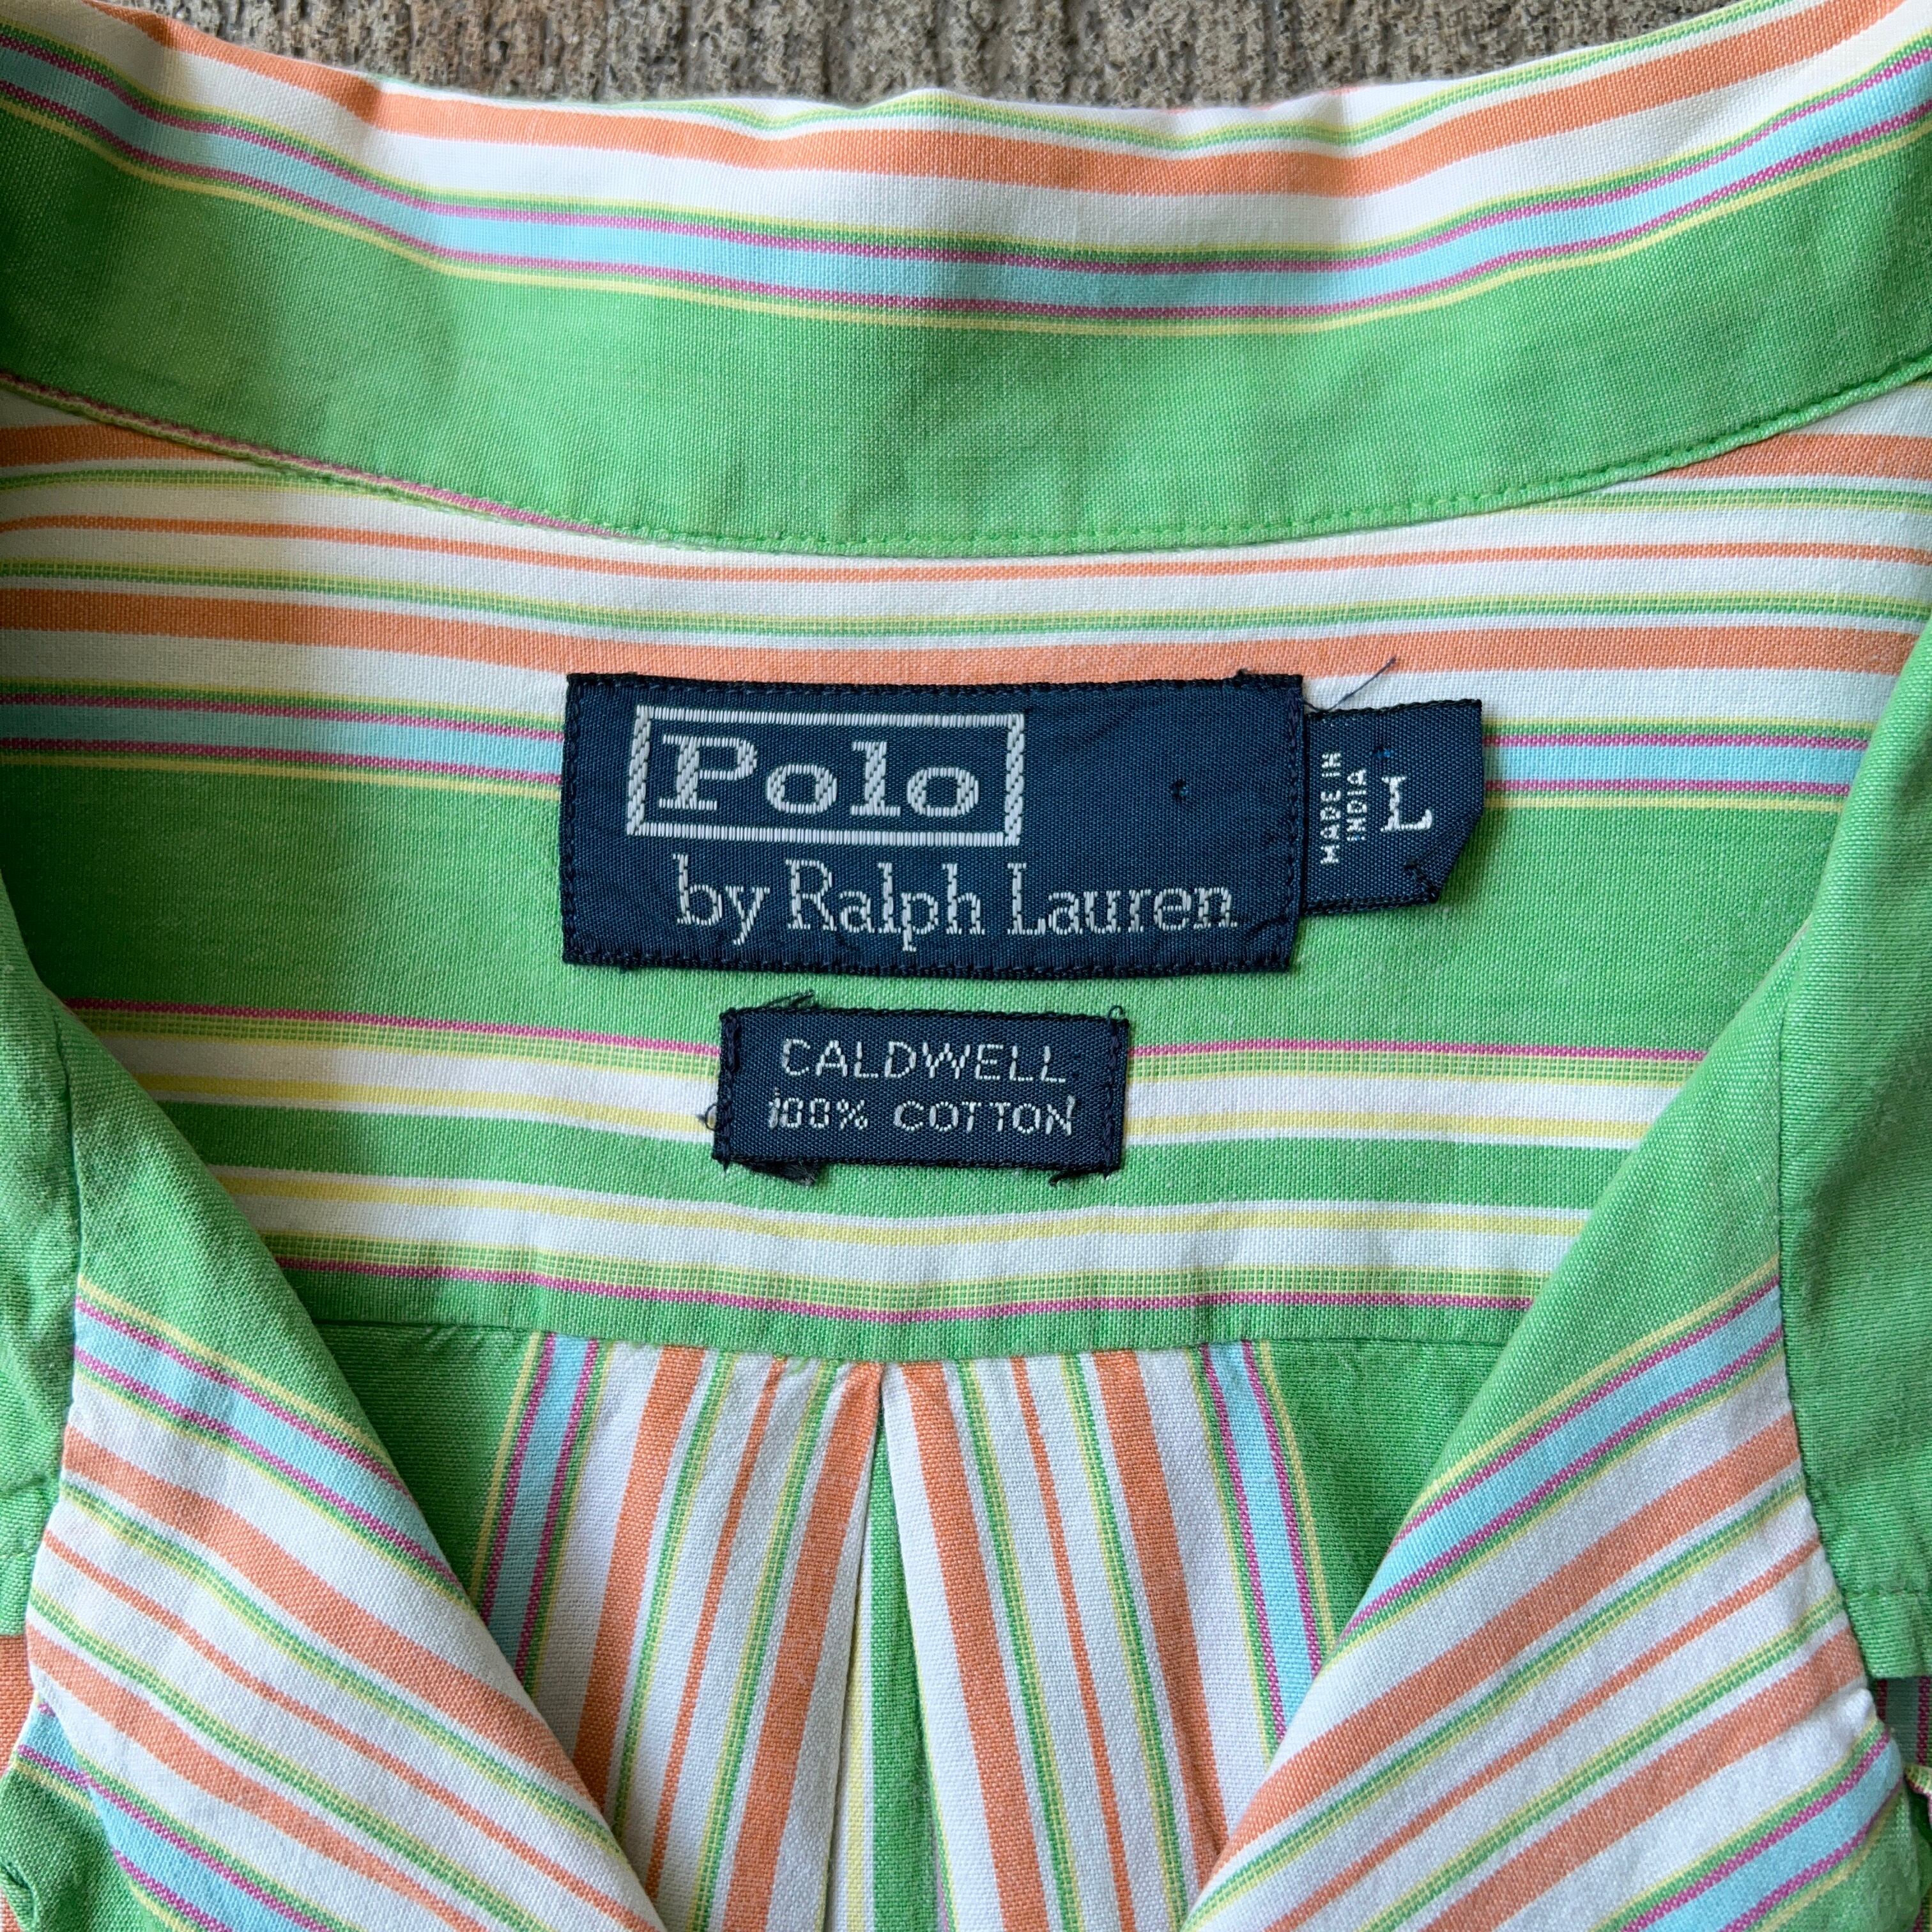 Polo
by Ralph Lauren
MADE IN
INDIA
L
CALDWELL
100% COTTON